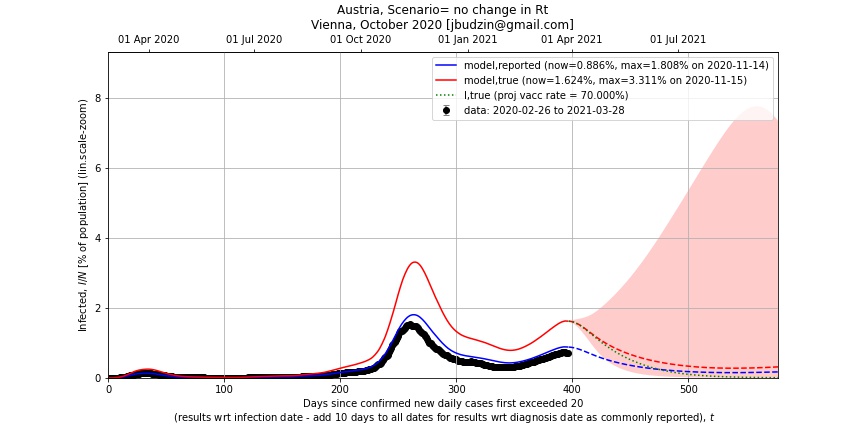 Austria, Scenario= no change in Rt
Vienna, October 2020 [jbudzin@gmail.com]
01 Apr 2020 01 Jul 2020 01 Oct 2020 01 Jan 2021 01 Apr 2021 01 Jul 2021
model,reported (now=0.886%, max=1.808% on 2020-11-14)
model,true (now=1.624%, max=3.311% on 2020-11-15)
I,true (proj vacc rate = 70.000%)
data: 2020-02-26 to 2021-03-28
Infected, I/N [% of population] (lin.scale-zoom)
8
6
4
2
0
0 100 200 300 400 500
Days since confirmed new daily cases first exceeded 20
(results wrt infection date - add 10 days to all dates for results wrt diagnosis date as commonly reported), t